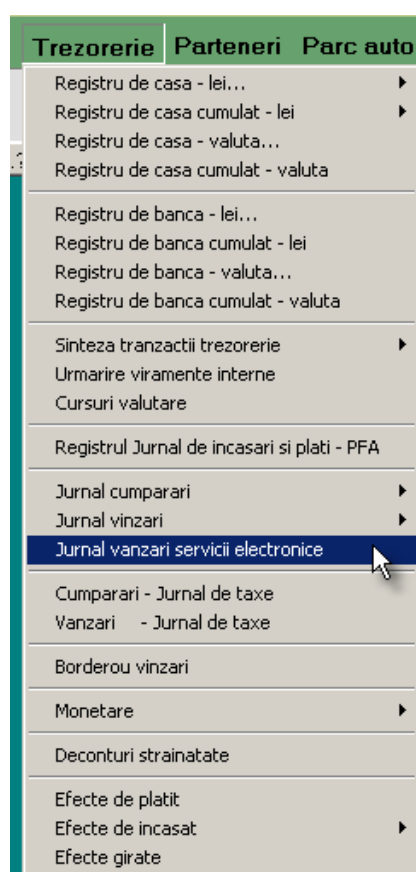 Trezorerie Parteneri Parc auto
Registru de casa - lei...
Registru de casa cumulat - lei
Registru de casa - valuta...
Registru de casa cumulat - valuta
Registru de banca - lei...
Registru de banca cumulat - lei
Registru de banca - valuta...
Registru de banca cumulat - valuta
Sinteza tranzactii trezorerie
Urmarire viramente interne
Cursuri valutare
Registrul Jurnal de incasari si plati - PFA
Jurnal cumparari
Jurnal vinzari
Jurnal vanzari servicii electronice
Cumparari - Jurnal de taxe
Vanzari - Jurnal de taxe
Borderou vinzari
Monetare
Deconturi strainatate
Efecte de platit
Efecte de incasat
Efecte girate